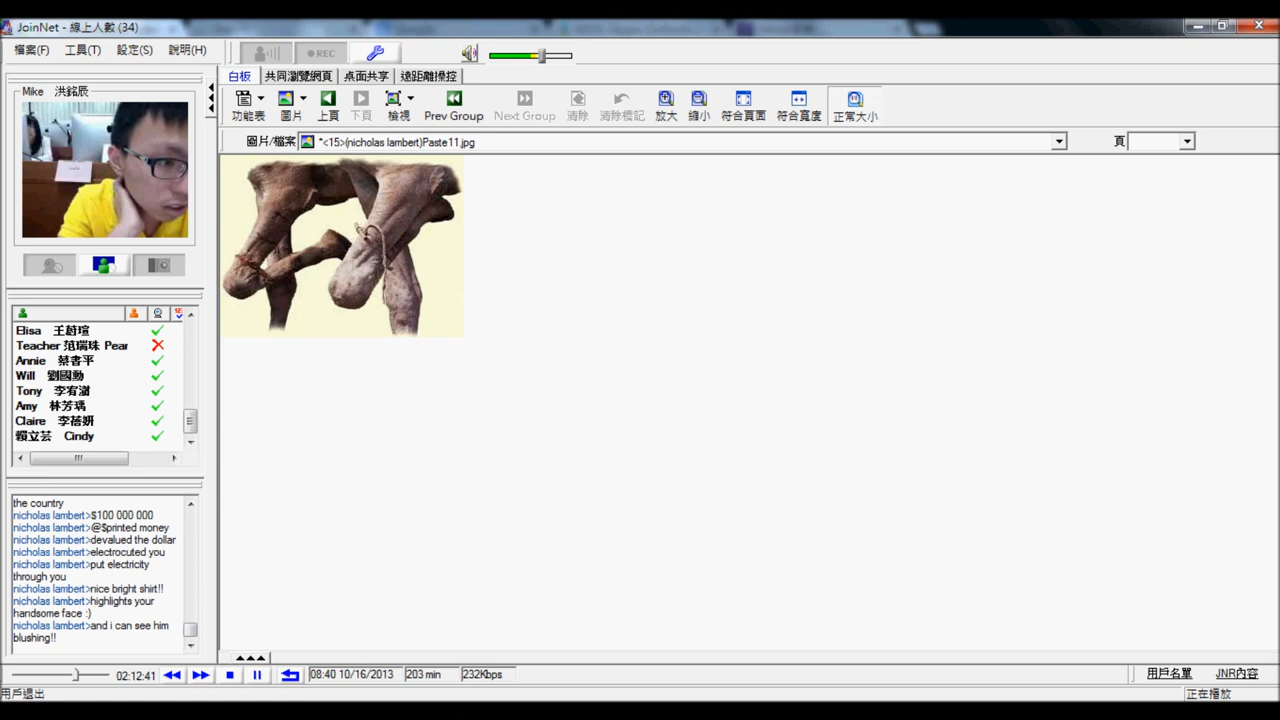 JoinNet - 線上人數 (34)
檔案(F) 工具(T) 設定(S) 說明(H)
REC
白板 共同瀏覽網頁 桌面共享 遠距離操控
功能表 圖片 上頁 下頁 檢視 Prev Group Next Group 清除 清除標記 放大 縮小 符合頁面 符合寬度 正常大小
圖片/檔案 *<15>(nicholas lambert)Paste11.jpg 頁
Mike 洪銘辰
Elisa 王蒔瑄
Teacher 范瑞珠 Pear
Annie 蔡書平
Will 劉國勳
Tony 李宥澍
Amy 林芳瑀
Claire 李蓓妍
賴立芸 Cindy
the country
nicholas lambert>$100 000 000
nicholas lambert>@$printed money
nicholas lambert>devalued the dollar
nicholas lambert>electrocuted you
nicholas lambert>put electricity
through you
nicholas lambert>nice bright shirt!!
nicholas lambert>highlights your
handsome face :)
nicholas lambert>and i can see him
blushing!!
02:12:41 08:40 10/16/2013 203 min 232Kbps 用戶名單 JNR內容
用戶退出 正在播放